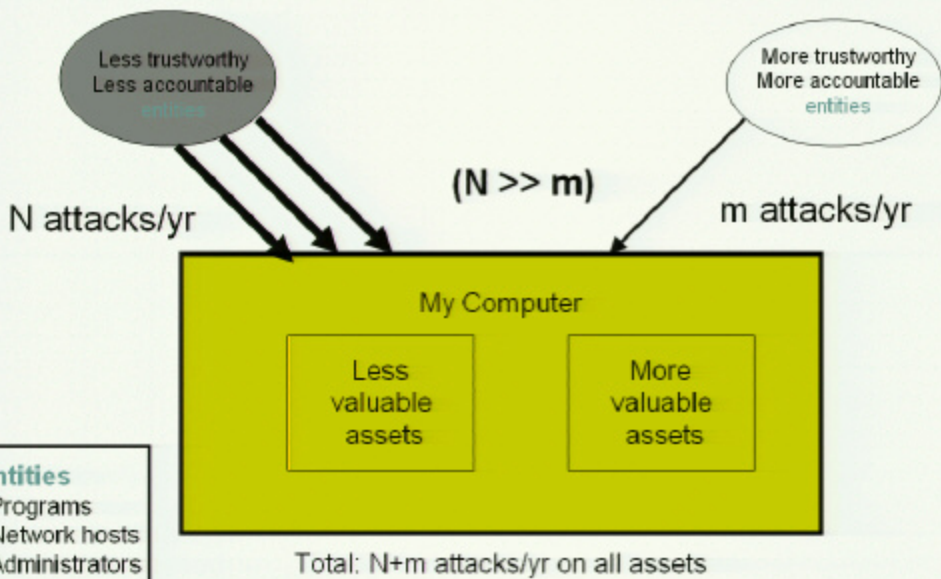 Less trustworthy
Less accountable
entities
More trustworthy
More accountable
entities
(N >> m)
N attacks/yr
m attacks/yr
My Computer
Less
valuable
assets
More
valuable
assets
ntities
Programs
Network hosts
Administrators
Total: N+m attacks/yr on all assets